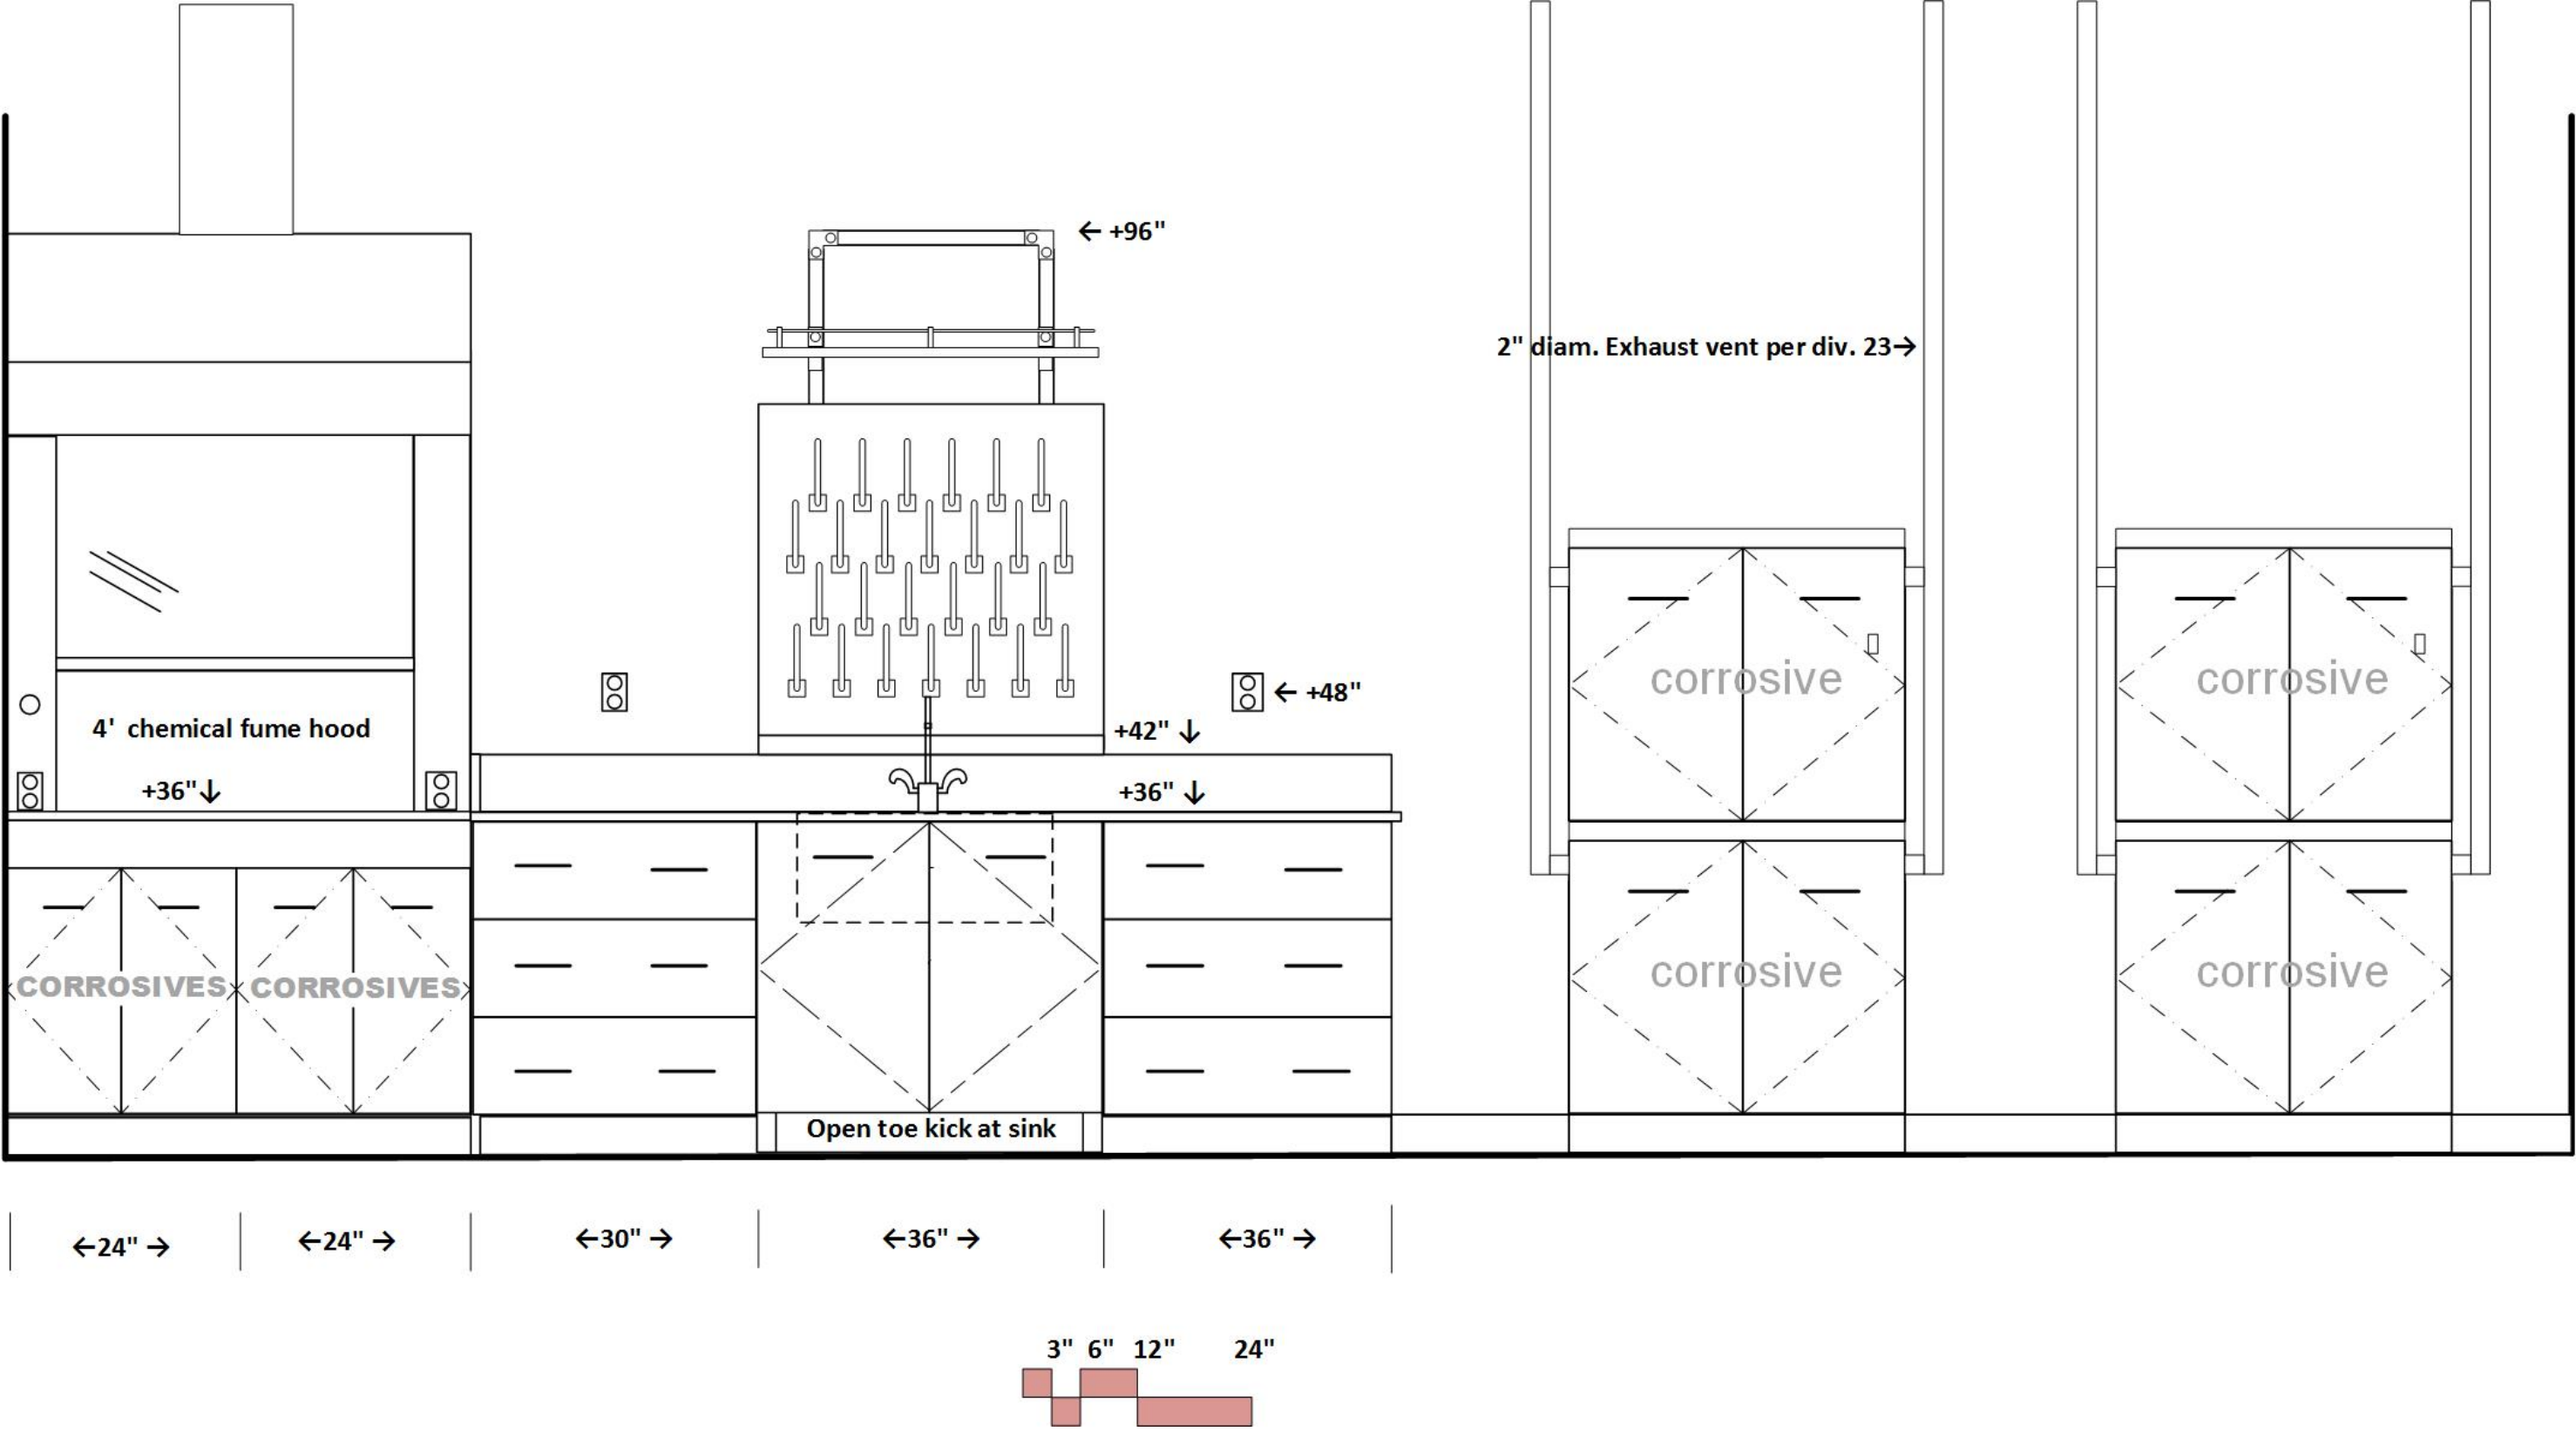 ← +96"
2" diam. Exhaust vent per div. 23→
corrosive
corrosive
← +48"
4' chemical fume hood
+42" ↓
+36"↓
+36" ↓
CORROSIVES
CORROSIVES
corrosive
corrosive
Open toe kick at sink
←24" →
←24" →
←30" →
←36" →
←36" →
3" 6" 12" 24"